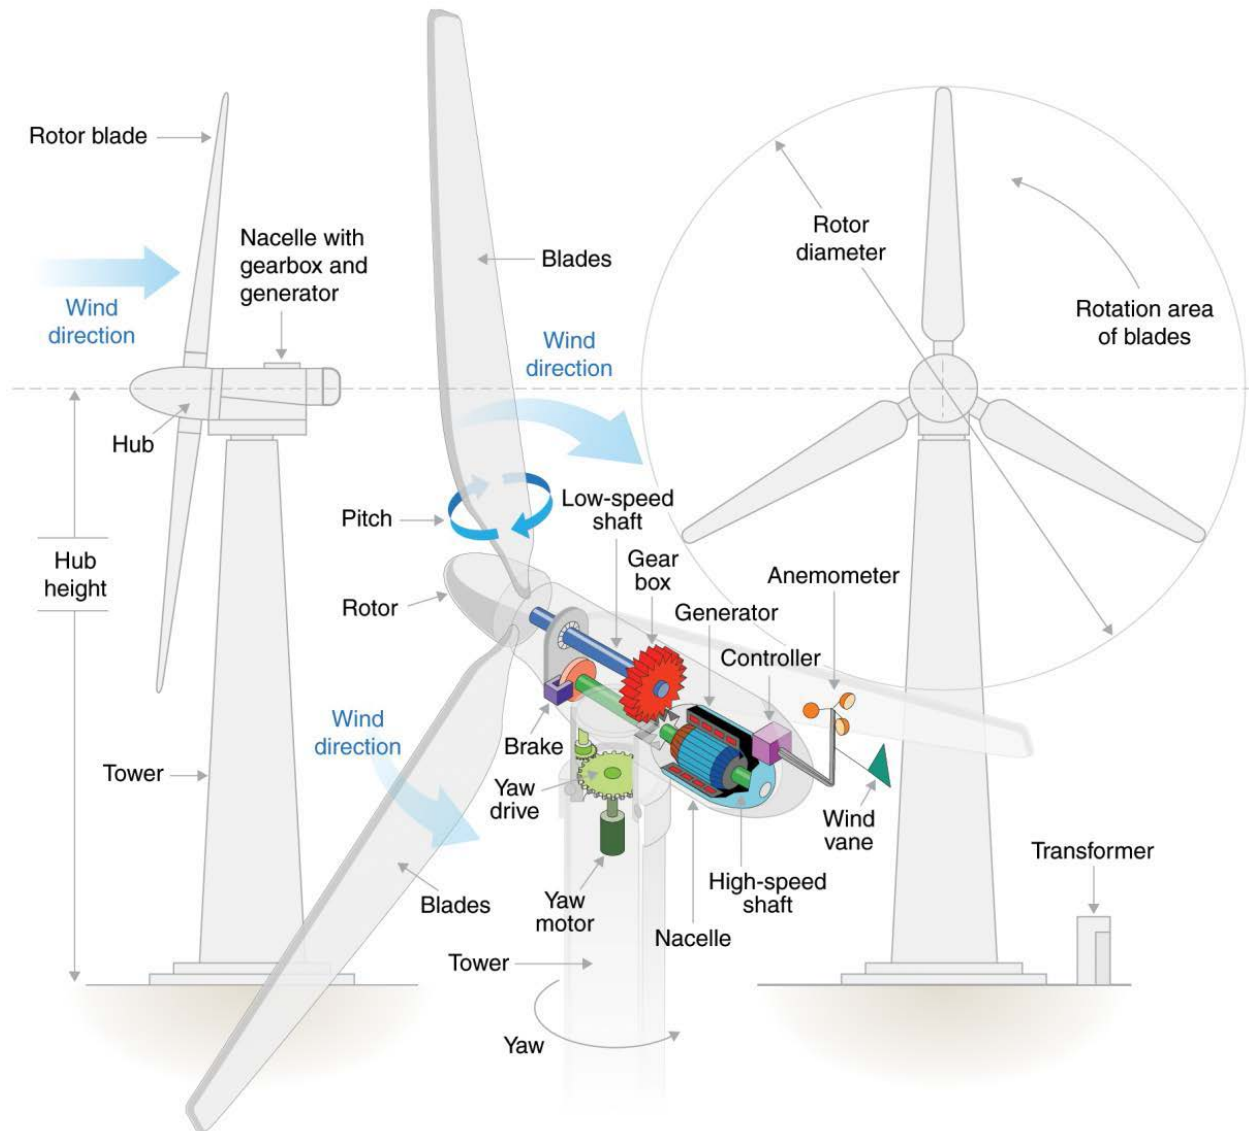 Rotor blade
Nacelle with
gearbox and
generator
Wind
direction
Hub
Hub
height
Tower
Blades
Wind
direction
Pitch
Low-speed
shaft
Rotor
Gear
box
Generator
Controller
Anemometer
Brake
Wind
direction
Yaw
drive
Yaw
motor
Blades
Tower
Yaw
Nacelle
High-speed
shaft
Wind
vane
Rotor
diameter
Rotation area
of blades
Transformer